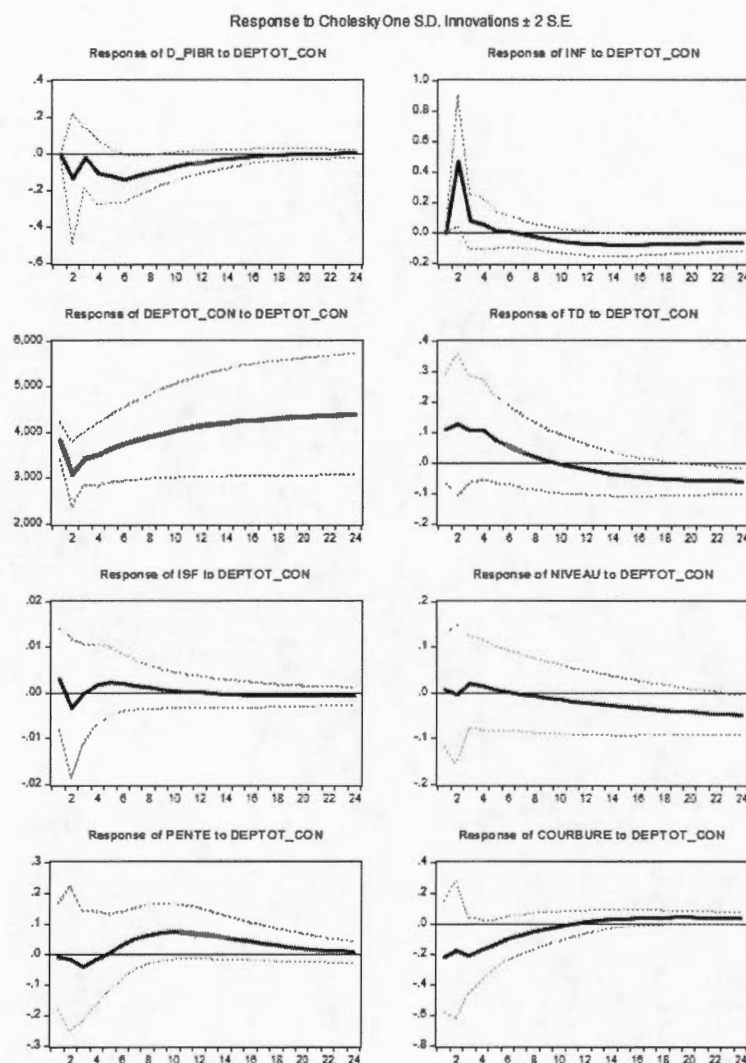 Response to Cholesky One S.D. Innovations ± 2 S.E.
Response of D_PIBR to DEPTOT_CON
Response of INF to DEPTOT_CON
.4
.2
.0
-.2
-.4
-.6
2 4 6 8 10 12 14 16 18 20 22 24
1.0
0.8
0.6
0.4
0.2
0.0
-0.2
2 4 6 8 10 12 14 16 18 20 22 24
Response of DEPTOT_CON to DEPTOT_CON
Response of TD to DEPTOT_CON
6,000
5,000
4,000
3,000
2,000
2 4 6 8 10 12 14 16 18 20 22 24
.4
.3
.2
.1
.0
-.1
-.2
2 4 6 8 10 12 14 16 18 20 22 24
Response of ISF to DEPTOT_CON
Response of NIVEAU to DEPTOT_CON
.02
.01
.00
-.01
-.02
2 4 6 8 10 12 14 16 18 20 22 24
.2
.1
.0
-.1
-.2
2 4 6 8 10 12 14 16 18 20 22 24
Response of PENTE to DEPTOT_CON
Response of COURBURE to DEPTOT_CON
.3
.2
.1
.0
-.1
-.2
-.3
2 4 6 8 10 12 14 16 18 20 22 24
.4
.2
.0
-.2
-.4
-.6
-.8
2 4 6 8 10 12 14 16 18 20 22 24